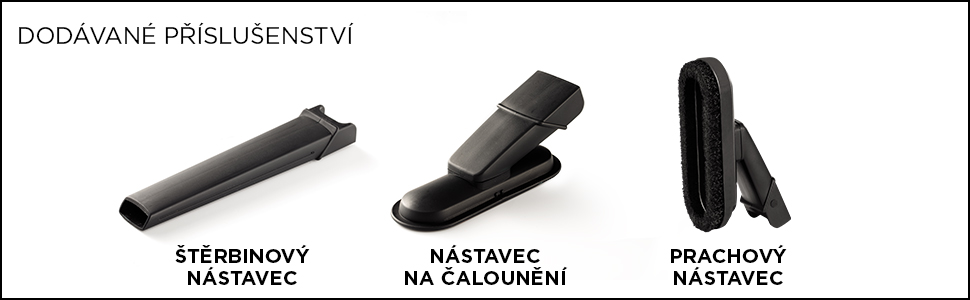 DODÁVANÉ PŘÍSLUŠENSTVÍ
ŠTĚRBINOVÝ
NÁSTAVEC
NÁSTAVEC
NA ČALOUNĚNÍ
PRACHOVÝ
NÁSTAVEC